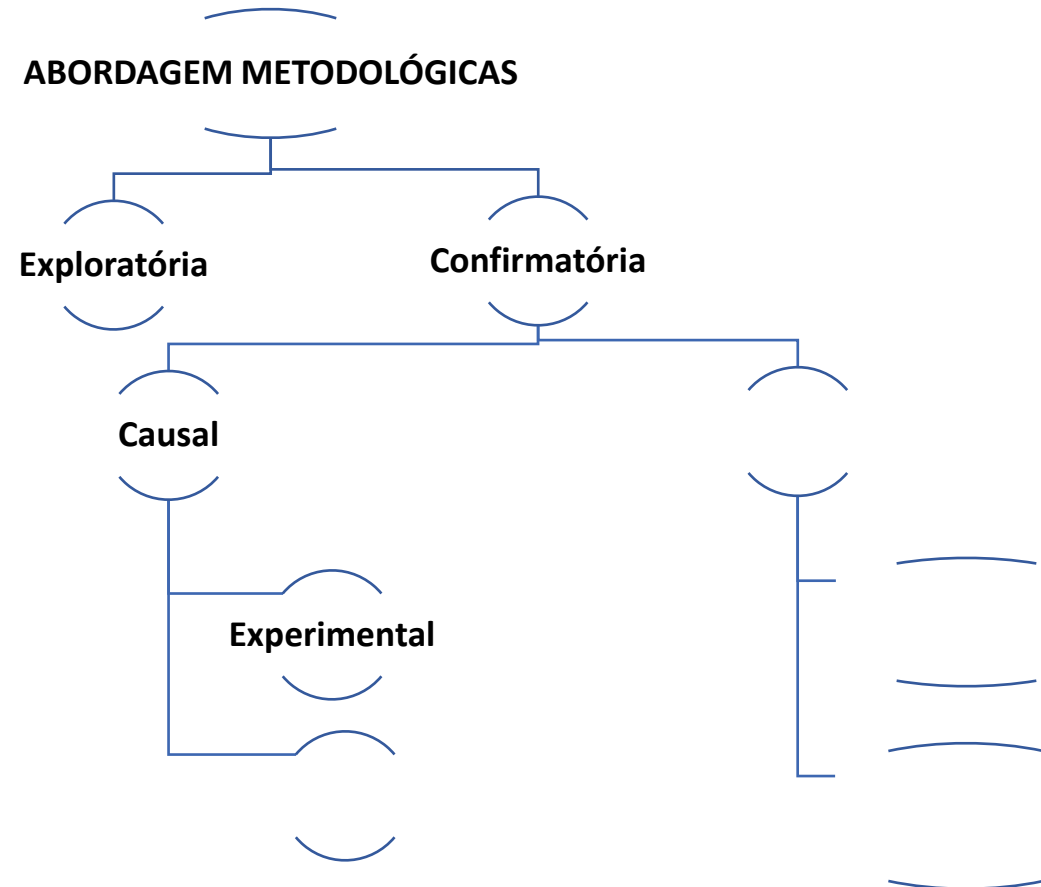 ABORDAGEM METODOLÓGICAS
Exploratória
Confirmatória
Causal
Experimental